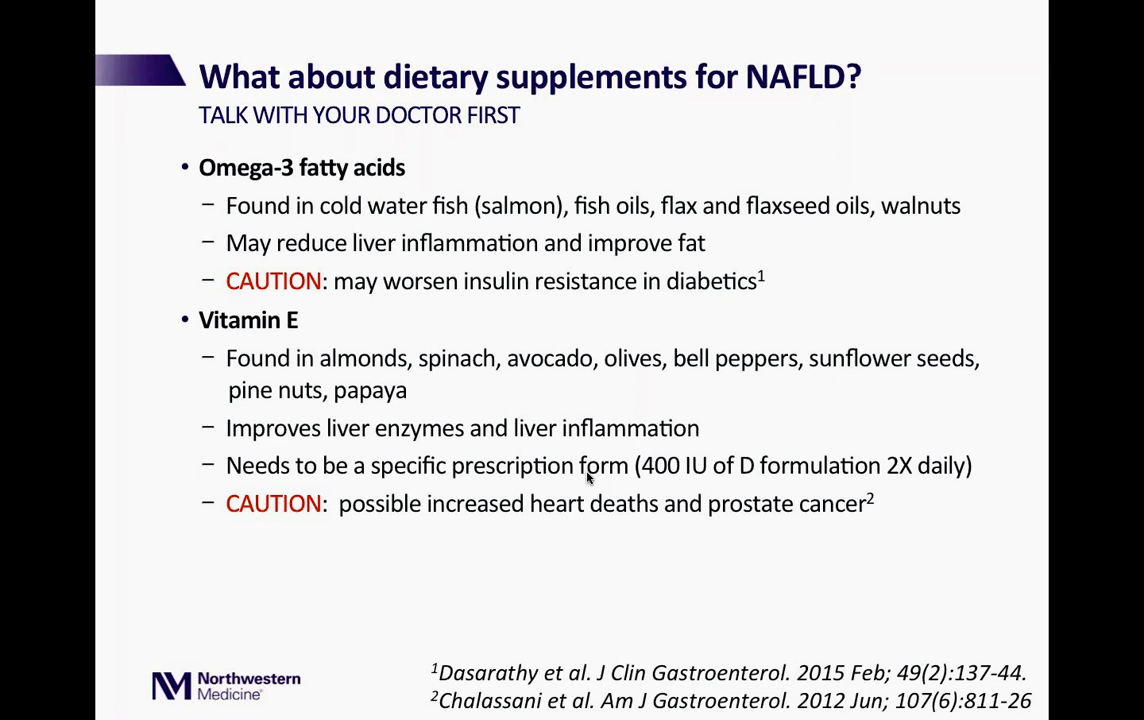 What about dietary supplements for NAFLD?
TALK WITH YOUR DOCTOR FIRST
• Omega-3 fatty acids
– Found in cold water fish (salmon), fish oils, flax and flaxseed oils, walnuts
– May reduce liver inflammation and improve fat
– CAUTION: may worsen insulin resistance in diabetics¹
• Vitamin E
– Found in almonds, spinach, avocado, olives, bell peppers, sunflower seeds,
pine nuts, papaya
– Improves liver enzymes and liver inflammation
– Needs to be a specific prescription form (400 IU of D formulation 2X daily)
– CAUTION: possible increased heart deaths and prostate cancer²
Northwestern
Medicine®
¹Dasarathy et al. J Clin Gastroenterol. 2015 Feb; 49(2):137-44.
²Chalassani et al. Am J Gastroenterol. 2012 Jun; 107(6):811-26